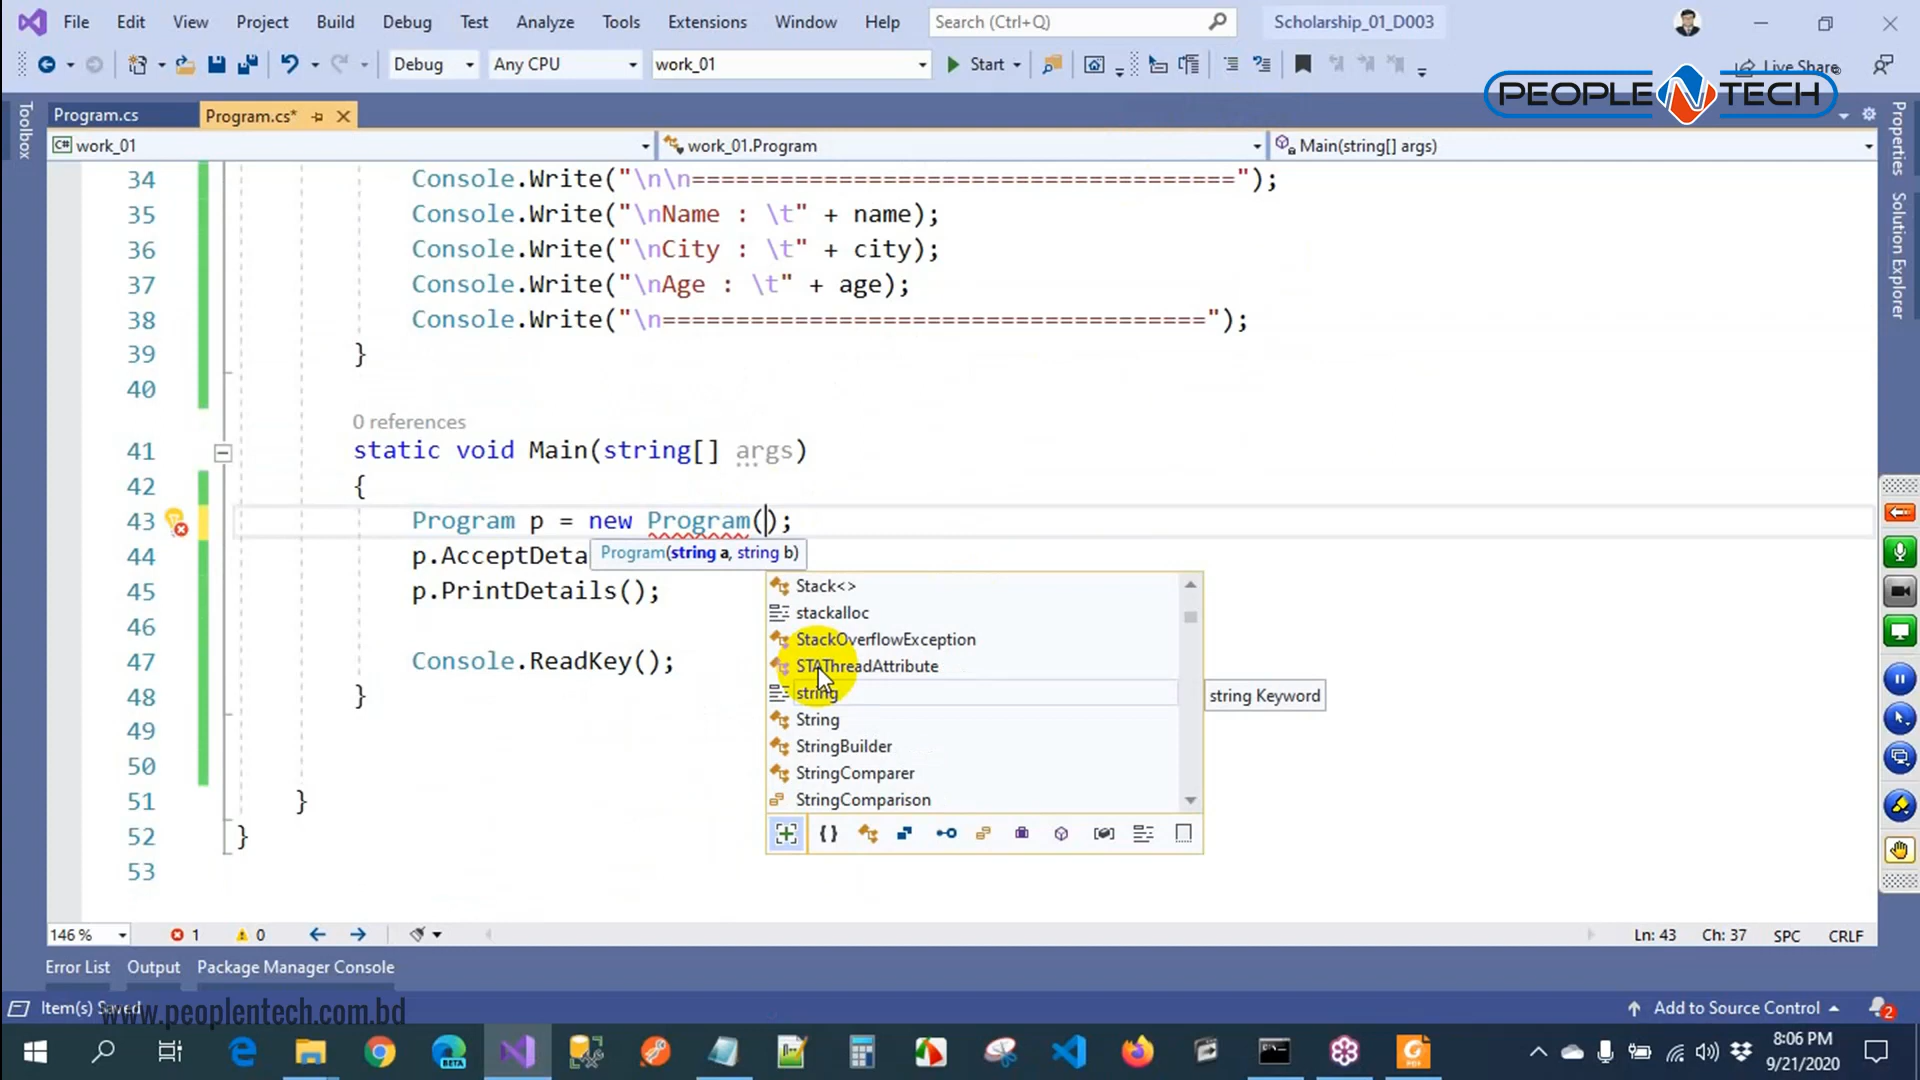 File Edit View Project Build Debug Test Analyze Tools Extensions Window Help Search (Ctrl+Q) Scholarship_01_D003
Debug Any CPU work_01 Start Live Share
PEOPLE N TECH
Program.cs Program.cs*
work_01 work_01.Program Main(string[] args)
Toolbox
Properties
Solution Explorer
34 Console.Write("\n\n=====================================");
35 Console.Write("\nName : \t" + name);
36 Console.Write("\nCity : \t" + city);
37 Console.Write("\nAge : \t" + age);
38 Console.Write("\n=====================================");
39 }
40
0 references
41 static void Main(string[] args)
42 {
43 Program p = new Program();
Program(string a, string b)
44 p.AcceptDeta
45 p.PrintDetails();
46
47 Console.ReadKey();
48 }
49
50
51 }
52 }
53
Stack<>
stackalloc
StackOverflowException
STAThreadAttribute
string
String
StringBuilder
StringComparer
StringComparison
string Keyword
146 % 1 0 Ln: 43 Ch: 37 SPC CRLF
Error List Output Package Manager Console
Item(s) Saved Add to Source Control 2
www.peoplentech.com.bd
BETA
8:06 PM
9/21/2020